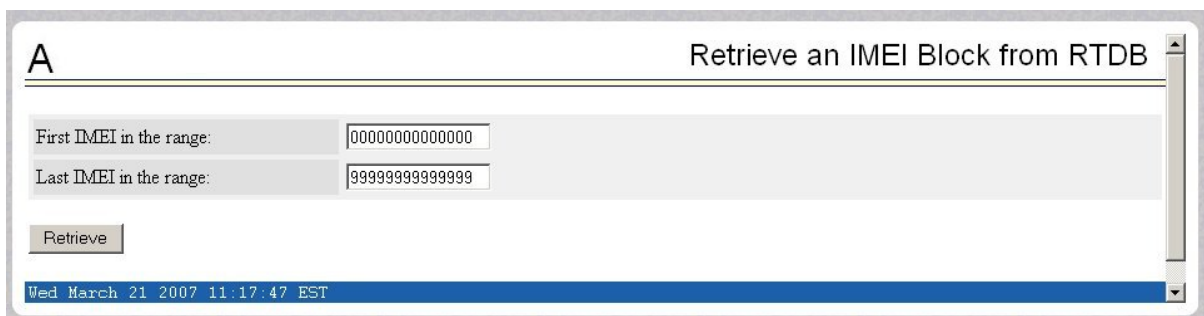 A
Retrieve an IMEI Block from RTDB
First IMEI in the range:
00000000000000
Last IMEI in the range:
99999999999999
Retrieve
Wed March 21 2007 11:17:47 EST